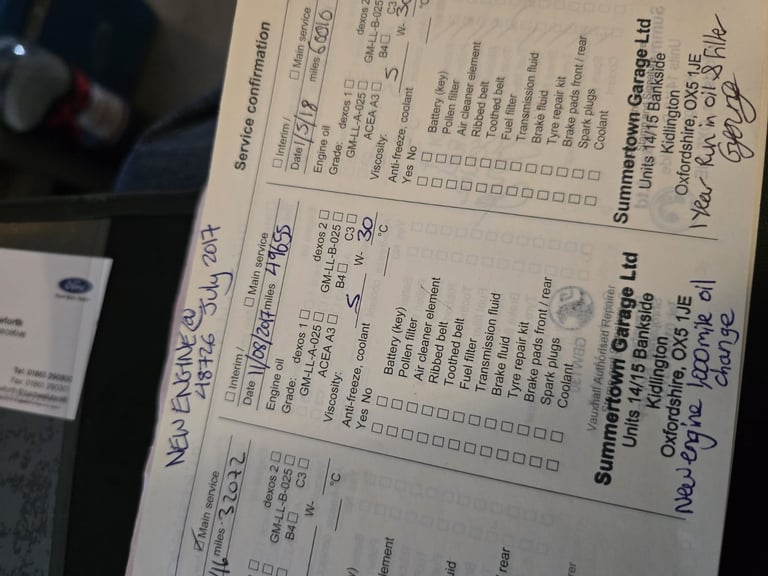 Ford
NEW ENGINE @
48726 July 2017
Main service
miles 32072
dexos 2
GM-LL-B-025
B4 C3
W-
°C
Interim / Main service
Date 11/08/2017 miles 49655
Engine oil
Grade: dexos 1 dexos 2
GM-LL-A-025 GM-LL-B-025
ACEA A3 B4 C3
Viscosity: 5 W- 30
Anti-freeze, coolant °C
Yes No
Battery (key)
Pollen filter
Air cleaner element
Ribbed belt
Toothed belt
Fuel filter
Transmission fluid
Brake fluid
Tyre repair kit
Brake pads front / rear
Spark plugs
Coolant
Vauxhall Authorised Repairer
Summertown Garage Ltd
Units 14/15 Bankside
Kidlington
Oxfordshire, OX5 1JE
New engine 1,000 mile oil
change
Service confirmation
Interim / Main service
Date 1/5/18 miles 60010
Engine oil
Grade: dexos 1 dexos 2
GM-LL-A-025 GM-LL-B-025
ACEA A3 B4 C3
Viscosity: 5 W- 30
Anti-freeze, coolant °C
Yes No
Battery (key)
Pollen filter
Air cleaner element
Ribbed belt
Toothed belt
Fuel filter
Transmission fluid
Brake fluid
Tyre repair kit
Brake pads front / rear
Spark plugs
Coolant
Summertown Garage Ltd
Units 14/15 Bankside
Kidlington
Oxfordshire, OX5 1JE
1 Year Run in oil & filter
George